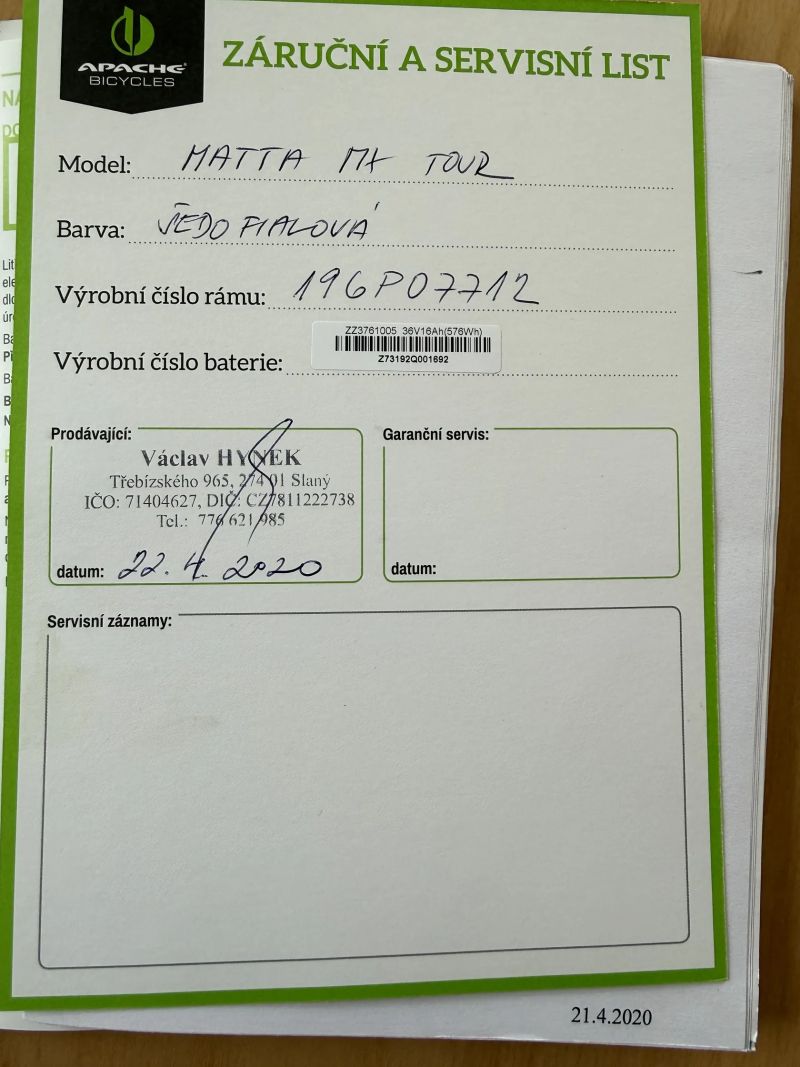 APACHE
BICYCLES
ZÁRUČNÍ A SERVISNÍ LIST
Model: MATTA MX TOUR
Barva: ŠEDO FIALOVÁ
Výrobní číslo rámu: 196P07712
ZZ3761005 36V16Ah(576Wh)
Výrobní číslo baterie:
Z73192Q001692
Prodávající:
Václav HYNEK
Třebízského 965, 274 01 Slaný
IČO: 71404627, DIČ: CZ7811222738
Tel.: 776 621 985
datum: 22.4.2020
Garanční servis:
datum:
Servisní záznamy:
21.4.2020